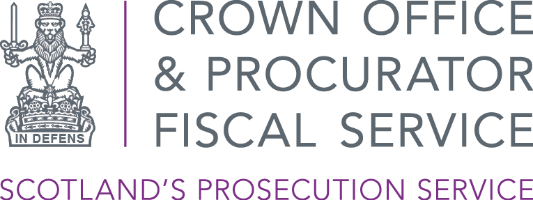 CROWN OFFICE
& PROCURATOR
FISCAL SERVICE
IN DEFENS
SCOTLAND'S PROSECUTION SERVICE